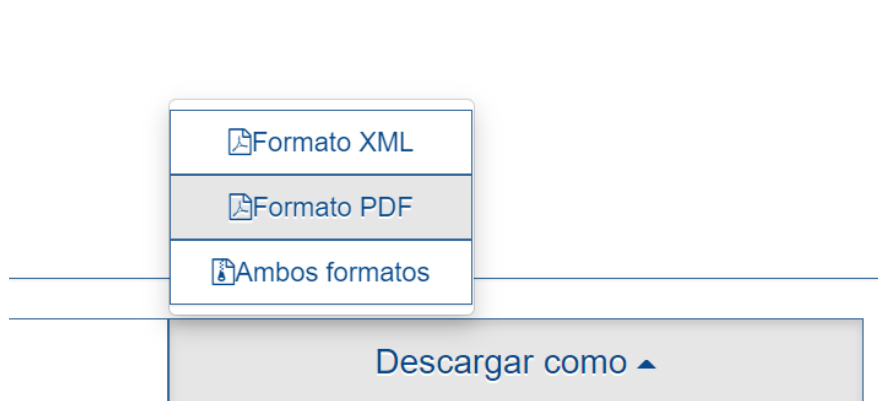 Formato XML
Formato PDF
Ambos formatos
Descargar como